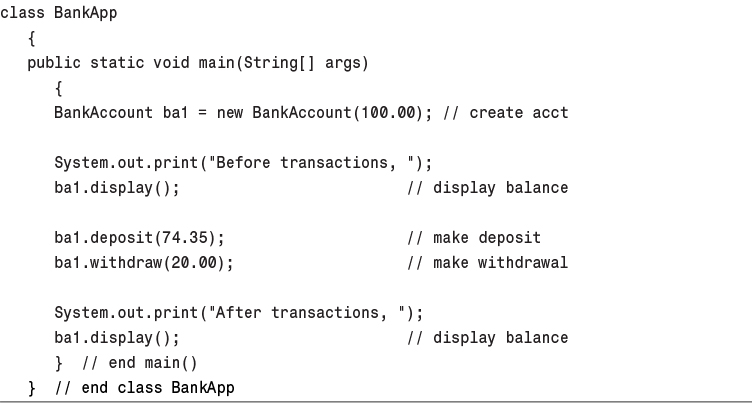 class BankApp
{
public static void main(String[] args)
{
BankAccount ba1 = new BankAccount(100.00); // create acct
System.out.print("Before transactions, ");
ba1.display(); // display balance
ba1.deposit(74.35); // make deposit
ba1.withdraw(20.00); // make withdrawal
System.out.print("After transactions, ");
ba1.display(); // display balance
} // end main()
} // end class BankApp